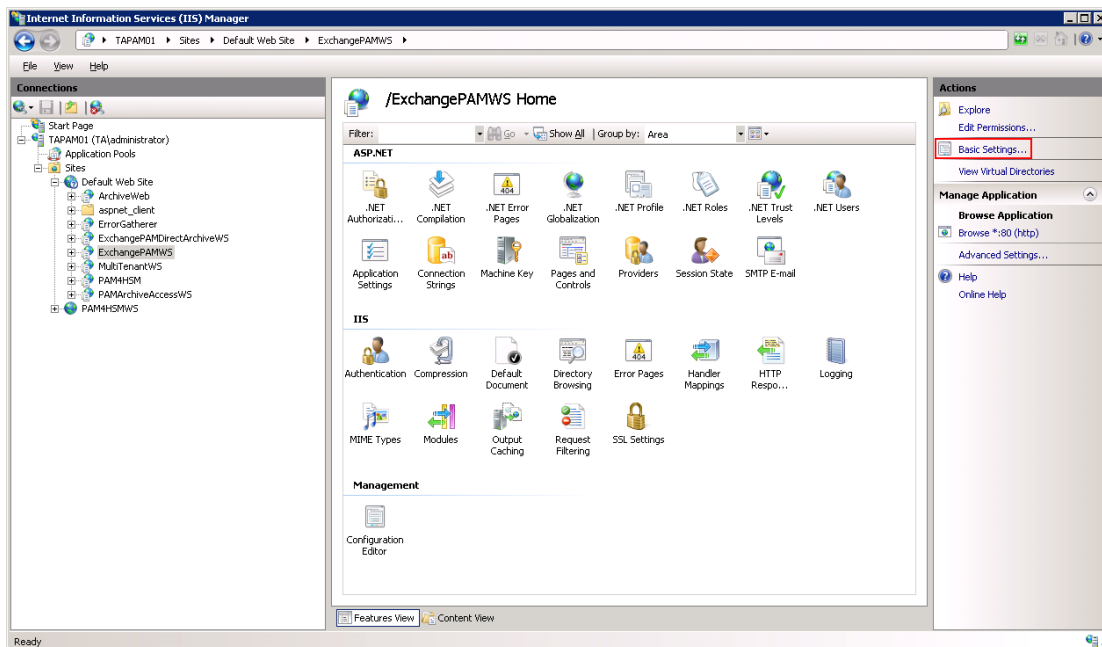 Internet Information Services (IIS) Manager
TAPAM01 Sites Default Web Site ExchangePAMWS
File View Help
Connections
Start Page
TAPAM01 (TA\administrator)
Application Pools
Sites
Default Web Site
ArchiveWeb
aspnet_client
ErrorGatherer
ExchangePAMDirectArchiveWS
ExchangePAMWS
MultiTenantWS
PAM4HSM
PAMArchiveAccessWS
PAM4HSMWS
/ExchangePAMWS Home
Filter: Go Show All Group by: Area
ASP.NET
.NET Authorizati...
.NET Compilation
.NET Error Pages
.NET Globalization
.NET Profile
.NET Roles
.NET Trust Levels
.NET Users
Application Settings
Connection Strings
Machine Key
Pages and Controls
Providers
Session State
SMTP E-mail
IIS
Authentication
Compression
Default Document
Directory Browsing
Error Pages
Handler Mappings
HTTP Respo...
Logging
MIME Types
Modules
Output Caching
Request Filtering
SSL Settings
Management
Configuration Editor
Features View Content View
Actions
Explore
Edit Permissions...
Basic Settings...
View Virtual Directories
Manage Application
Browse Application
Browse *:80 (http)
Advanced Settings...
Help
Online Help
Ready